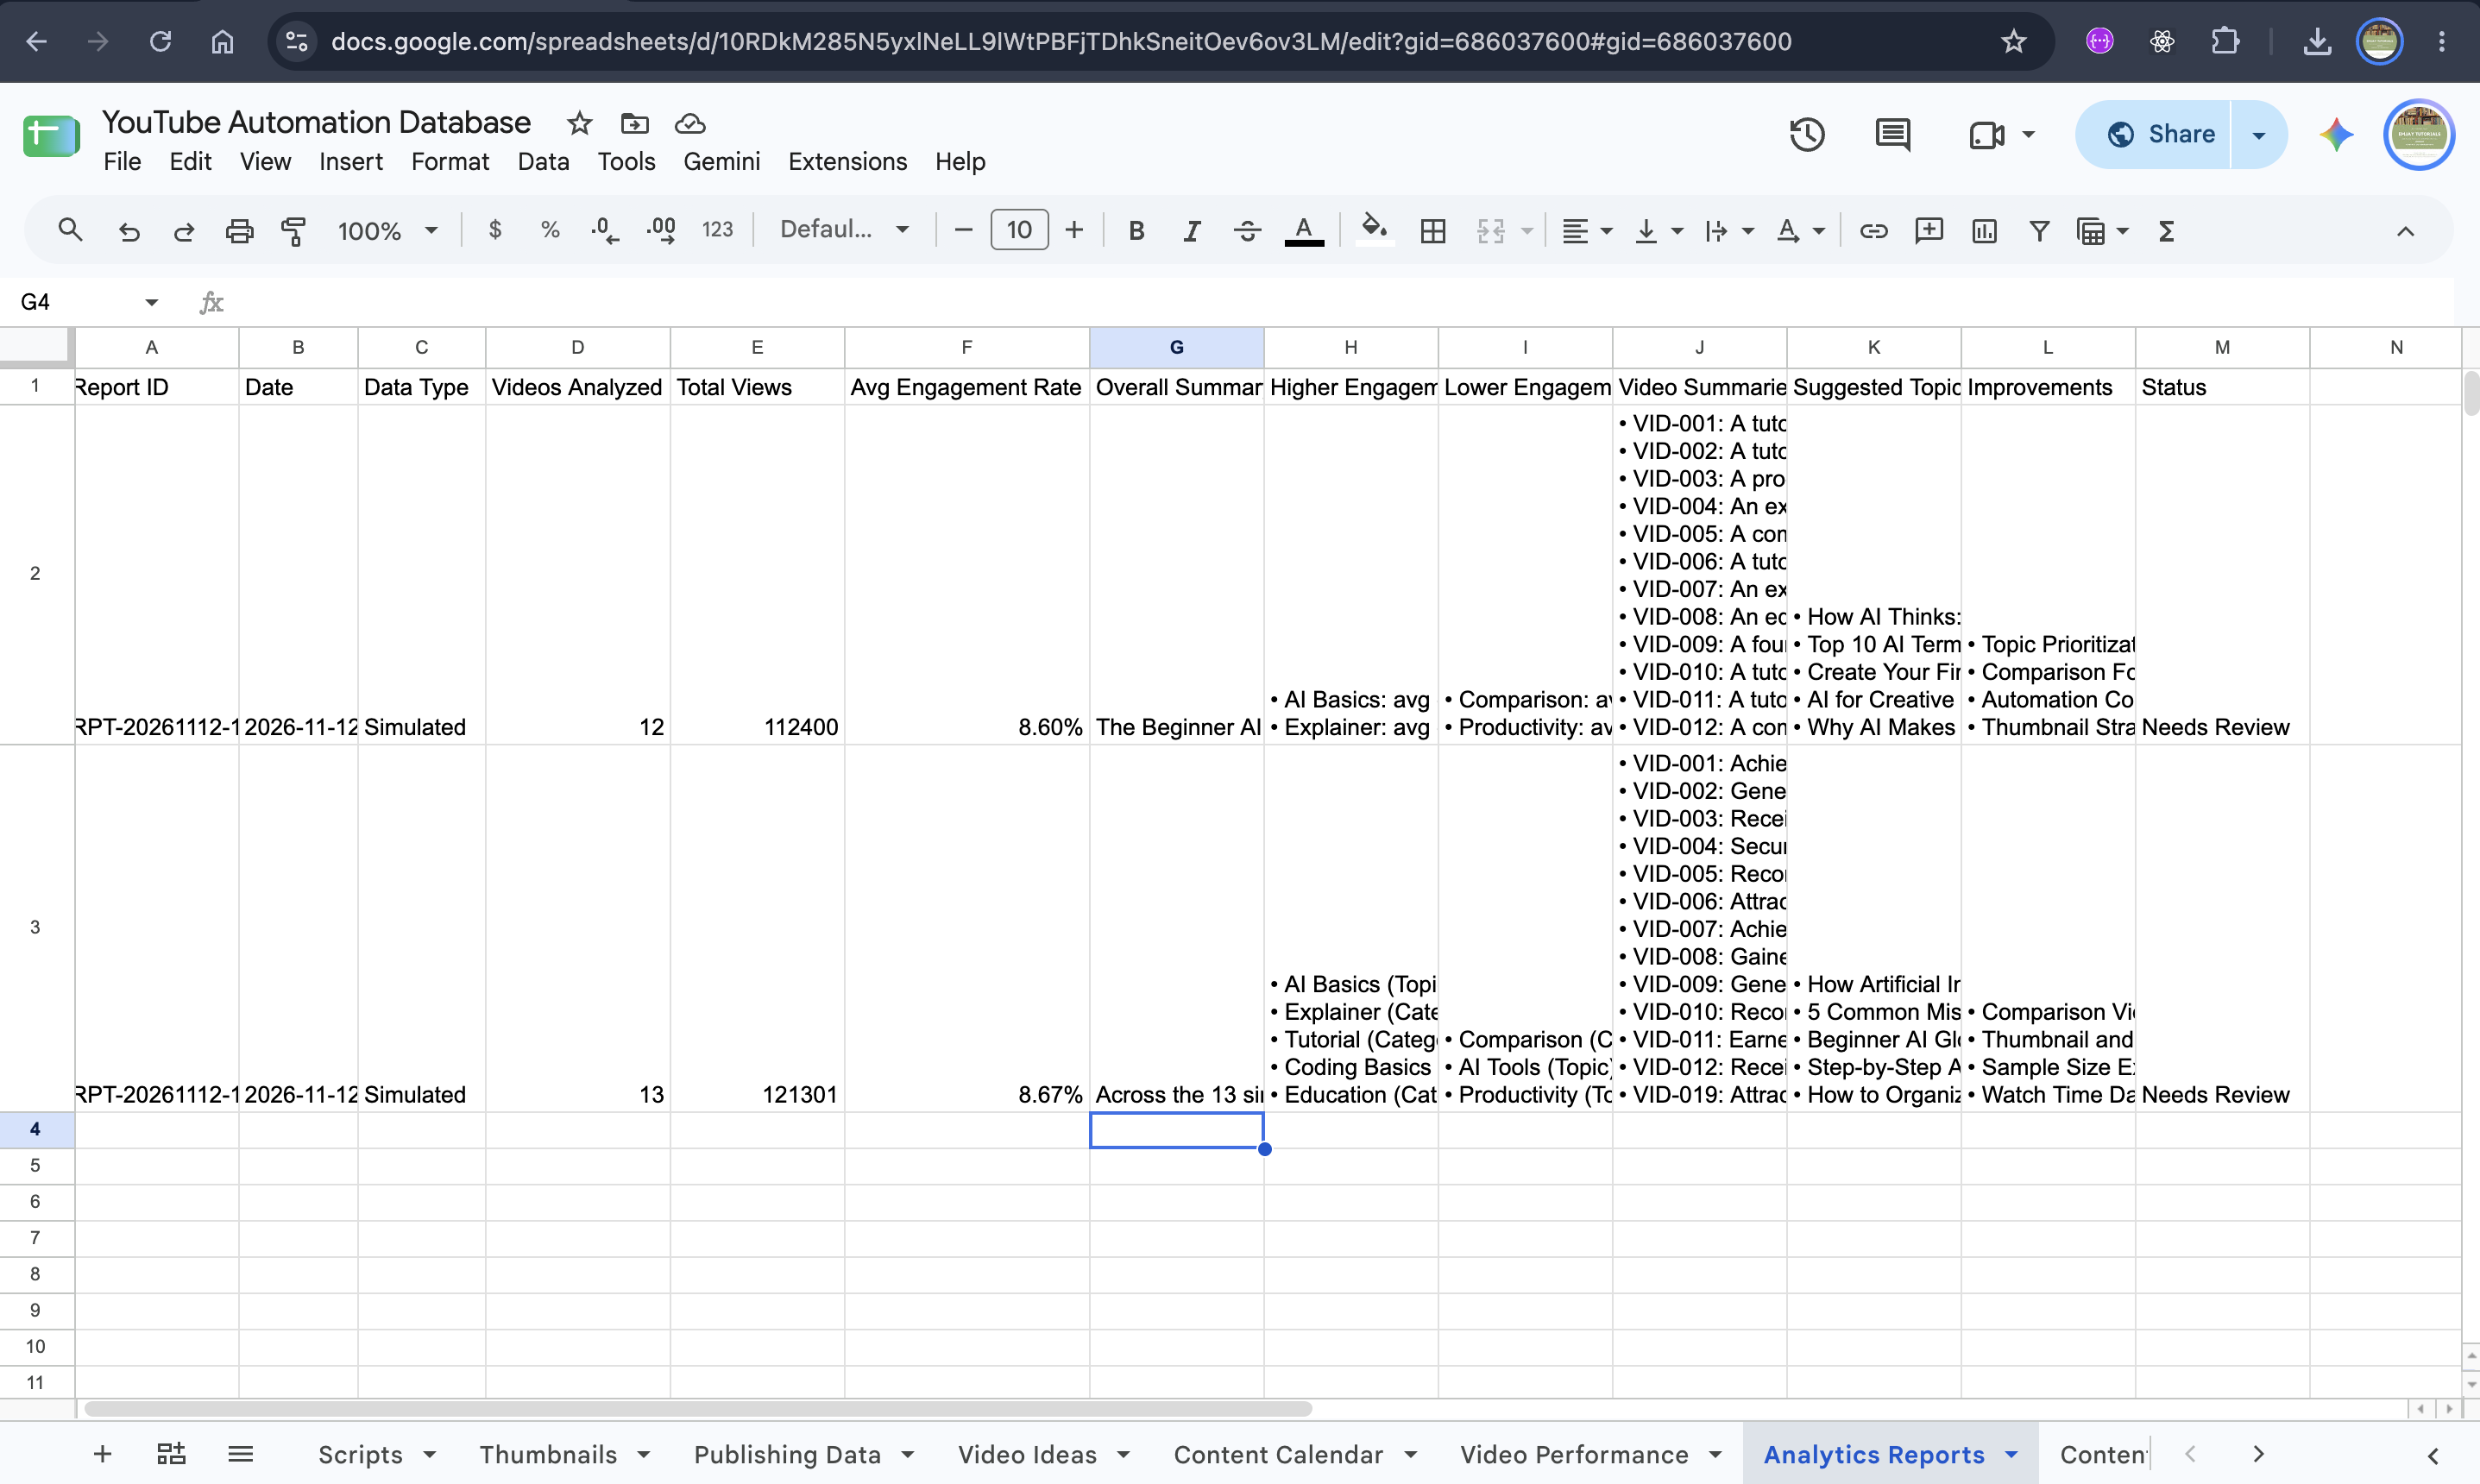 docs.google.com/spreadsheets/d/10RDkM285N5yxlNeLL9lWtPBFjTDhkSneitOev6ov3LM/edit?gid=686037600#gid=686037600
YouTube Automation Database
File Edit View Insert Format Data Tools Gemini Extensions Help
Share
100% $ % .0 .00 123 Defaul... 10 B I S A A Σ
G4 fx
A B C D E F G H I J K L M N
1 Report ID Date Data Type Videos Analyzed Total Views Avg Engagement Rate Overall Summar Higher Engagem Lower Engagem Video Summarie Suggested Topic Improvements Status
• VID-001: A tuto
• VID-002: A tuto
• VID-003: A pro
• VID-004: An ex
• VID-005: A con
2 • VID-006: A tuto
• VID-007: An ex
• VID-008: An ed • How AI Thinks:
• VID-009: A fou • Top 10 AI Term • Topic Prioritizat
• VID-010: A tuto • Create Your Fir • Comparison Fo
• AI Basics: avg • Comparison: av • VID-011: A tuto • AI for Creative • Automation Co
RPT-20261112-1 2026-11-12 Simulated 12 112400 8.60% The Beginner AI • Explainer: avg • Productivity: av • VID-012: A con • Why AI Makes • Thumbnail Stra Needs Review
• VID-001: Achie
• VID-002: Gene
• VID-003: Recei
• VID-004: Secur
• VID-005: Recor
• VID-006: Attrac
3 • VID-007: Achie
• VID-008: Gaine
• AI Basics (Topi • VID-009: Gene • How Artificial In
• Explainer (Cate • VID-010: Recor • 5 Common Mis • Comparison Vi
• Tutorial (Catego • Comparison (C • VID-011: Earne • Beginner AI Glo • Thumbnail and
• Coding Basics • AI Tools (Topic) • VID-012: Recei • Step-by-Step A • Sample Size E
RPT-20261112-1 2026-11-12 Simulated 13 121301 8.67% Across the 13 sir • Education (Cat • Productivity (To • VID-019: Attrac • How to Organiz • Watch Time Da Needs Review
4
5
6
7
8
9
10
11
Scripts Thumbnails Publishing Data Video Ideas Content Calendar Video Performance Analytics Reports Conten